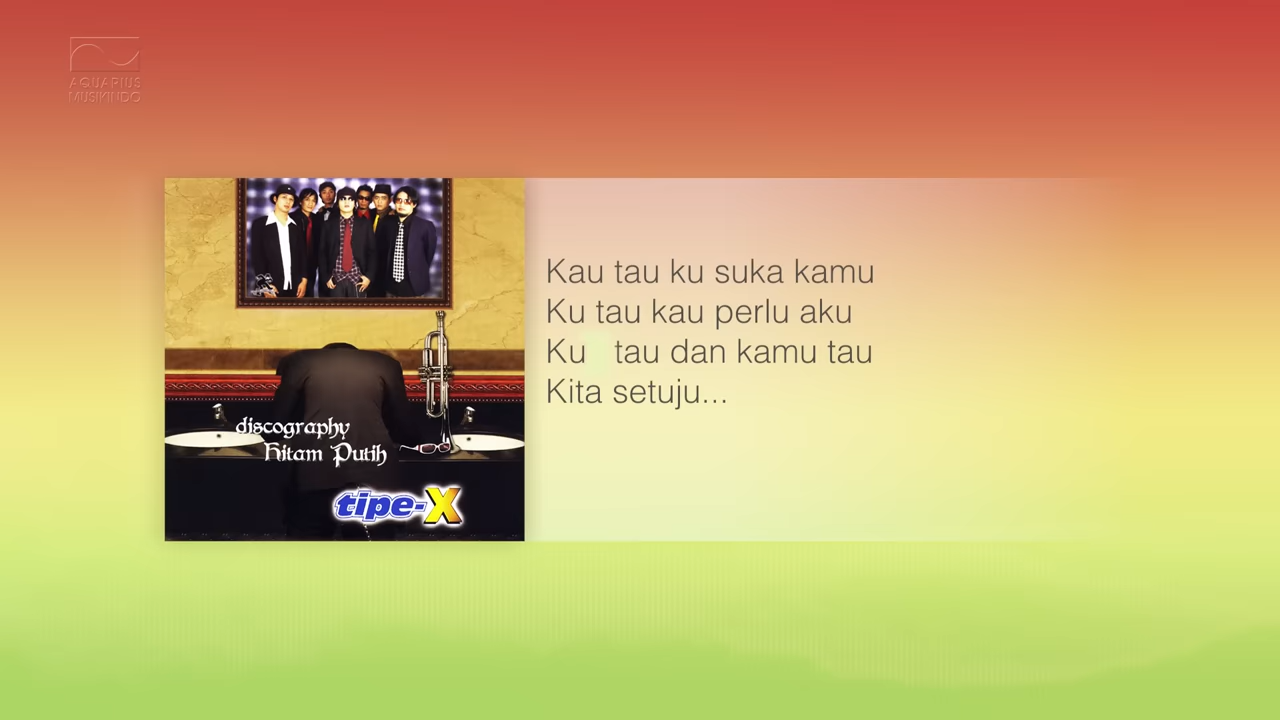 AQUARIUS
MUSIKINDO
discography
Hitam Putih
tipe-X
Kau tau ku suka kamu
Ku tau kau perlu aku
Ku tau dan kamu tau
Kita setuju...